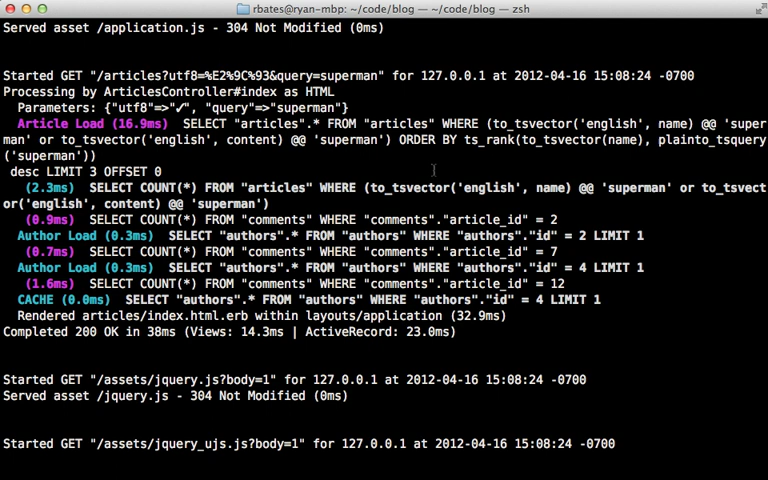 rbates@ryan-mbp: ~/code/blog — ~/code/blog — zsh
Served asset /application.js - 304 Not Modified (0ms)
Started GET "/articles?utf8=%E2%9C%93&query=superman" for 127.0.0.1 at 2012-04-16 15:08:24 -0700
Processing by ArticlesController#index as HTML
Parameters: {"utf8"=>"✓", "query"=>"superman"}
Article Load (16.9ms)  SELECT "articles".* FROM "articles" WHERE (to_tsvector('english', name) @@ 'super
man' or to_tsvector('english', content) @@ 'superman') ORDER BY ts_rank(to_tsvector(name), plainto_tsquery
('superman'))
desc LIMIT 3 OFFSET 0
(2.3ms)  SELECT COUNT(*) FROM "articles" WHERE (to_tsvector('english', name) @@ 'superman' or to_tsvect
or('english', content) @@ 'superman')
(0.9ms)  SELECT COUNT(*) FROM "comments" WHERE "comments"."article_id" = 2
Author Load (0.3ms)  SELECT "authors".* FROM "authors" WHERE "authors"."id" = 2 LIMIT 1
(0.7ms)  SELECT COUNT(*) FROM "comments" WHERE "comments"."article_id" = 7
Author Load (0.3ms)  SELECT "authors".* FROM "authors" WHERE "authors"."id" = 4 LIMIT 1
(1.6ms)  SELECT COUNT(*) FROM "comments" WHERE "comments"."article_id" = 12
CACHE (0.0ms)  SELECT "authors".* FROM "authors" WHERE "authors"."id" = 4 LIMIT 1
Rendered articles/index.html.erb within layouts/application (32.9ms)
Completed 200 OK in 38ms (Views: 14.3ms | ActiveRecord: 23.0ms)
Started GET "/assets/jquery.js?body=1" for 127.0.0.1 at 2012-04-16 15:08:24 -0700
Served asset /jquery.js - 304 Not Modified (0ms)
Started GET "/assets/jquery_ujs.js?body=1" for 127.0.0.1 at 2012-04-16 15:08:24 -0700